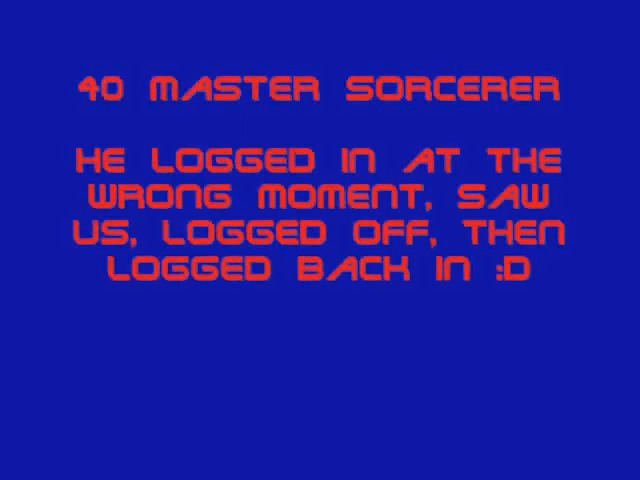 40 MASTER SORCERER
HE LOGGED IN AT THE
WRONG MOMENT, SAW
US, LOGGED OFF, THEN
LOGGED BACK IN :D